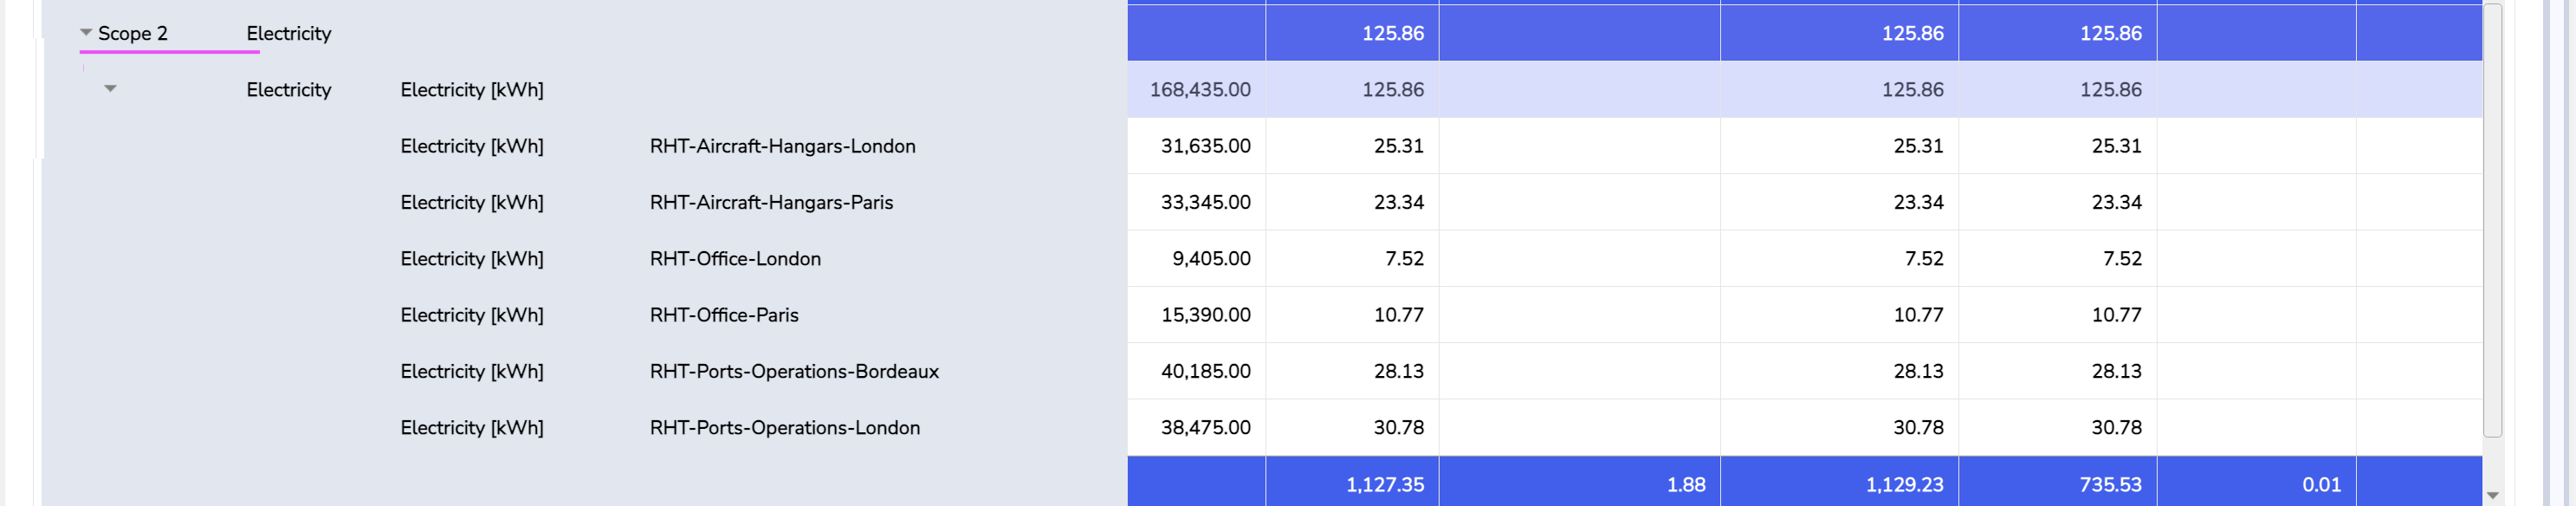 Scope 2 Electricity 125.86 125.86 125.86
Electricity Electricity [kWh] 168,435.00 125.86 125.86 125.86
Electricity [kWh] RHT-Aircraft-Hangars-London 31,635.00 25.31 25.31 25.31
Electricity [kWh] RHT-Aircraft-Hangars-Paris 33,345.00 23.34 23.34 23.34
Electricity [kWh] RHT-Office-London 9,405.00 7.52 7.52 7.52
Electricity [kWh] RHT-Office-Paris 15,390.00 10.77 10.77 10.77
Electricity [kWh] RHT-Ports-Operations-Bordeaux 40,185.00 28.13 28.13 28.13
Electricity [kWh] RHT-Ports-Operations-London 38,475.00 30.78 30.78 30.78
1,127.35 1.88 1,129.23 735.53 0.01